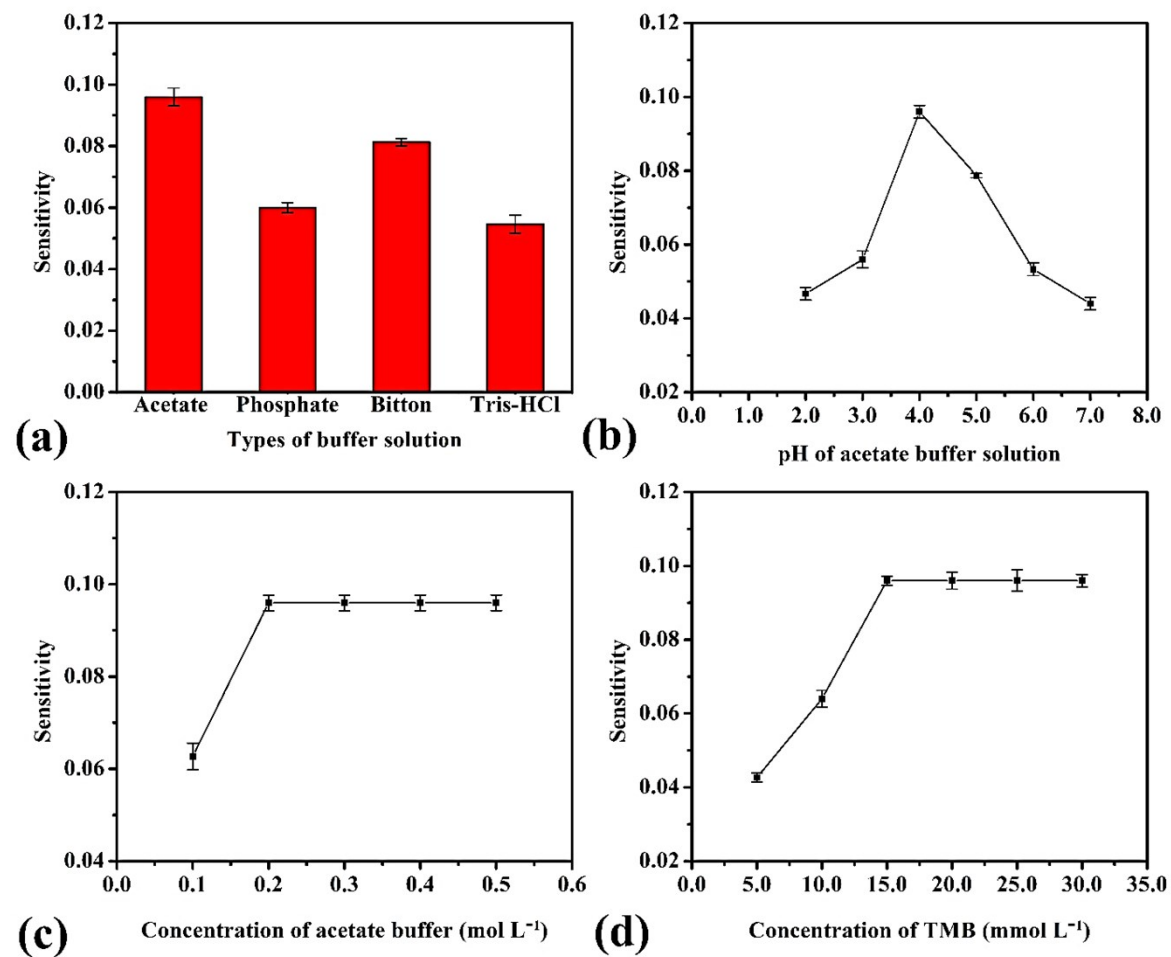 0.12
0.10
0.08
0.06
0.04
0.02
0.00
Sensitivity
Acetate Phosphate Bitton Tris-HCl
Types of buffer solution
(a)
0.12
0.10
0.08
0.06
0.04
0.02
Sensitivity
0.0 1.0 2.0 3.0 4.0 5.0 6.0 7.0 8.0
pH of acetate buffer solution
(b)
0.12
0.10
0.08
0.06
0.04
Sensitivity
0.0 0.1 0.2 0.3 0.4 0.5 0.6
Concentration of acetate buffer (mol L⁻¹)
(c)
0.12
0.10
0.08
0.06
0.04
0.02
Sensitivity
0.0 5.0 10.0 15.0 20.0 25.0 30.0 35.0
Concentration of TMB (mmol L⁻¹)
(d)